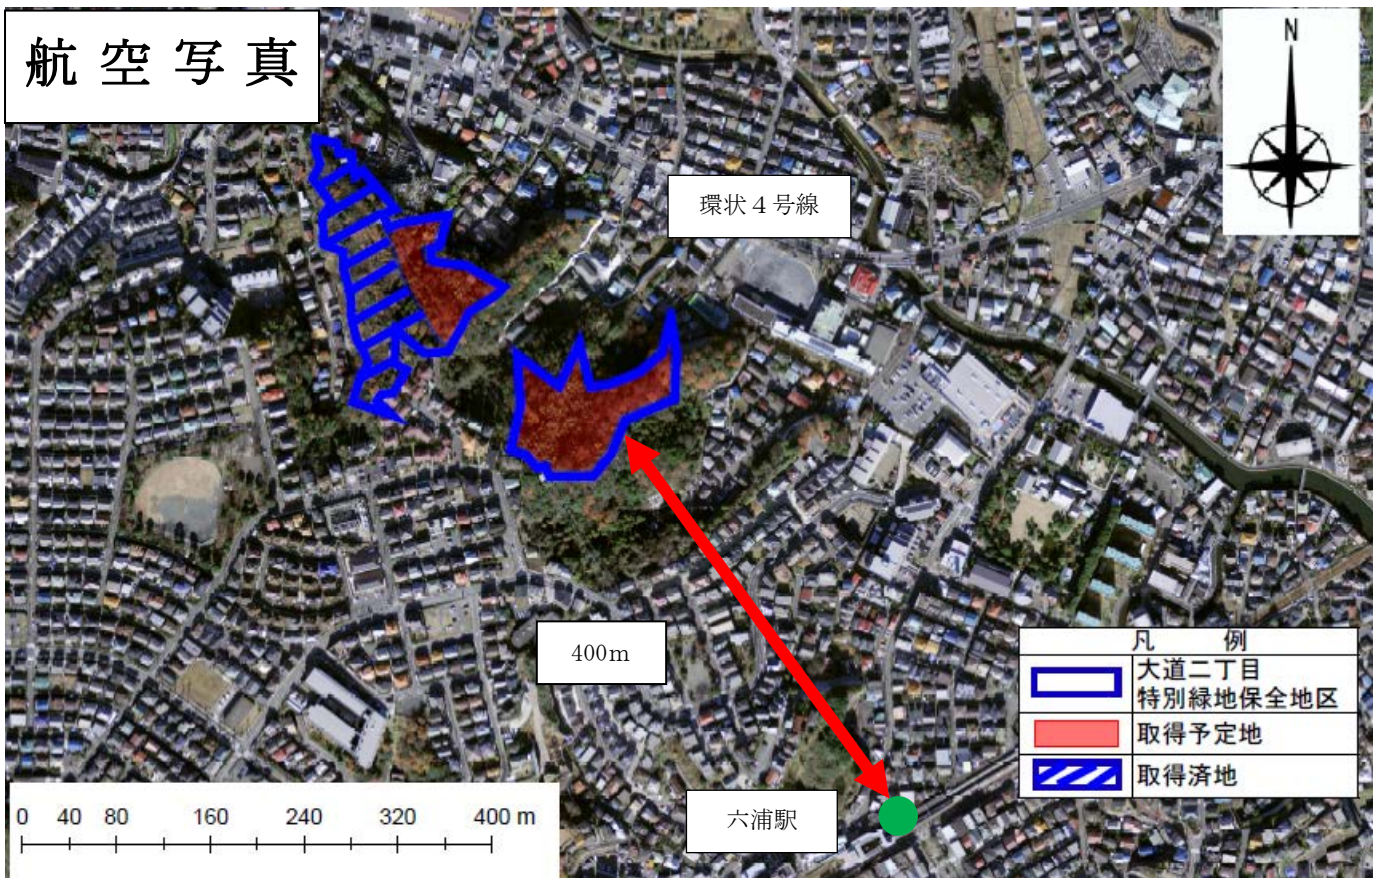 航空写真
N
環状４号線
400m
凡 例
大道二丁目
特別緑地保全地区
取得予定地
取得済地
六浦駅
0 40 80 160 240 320 400 m